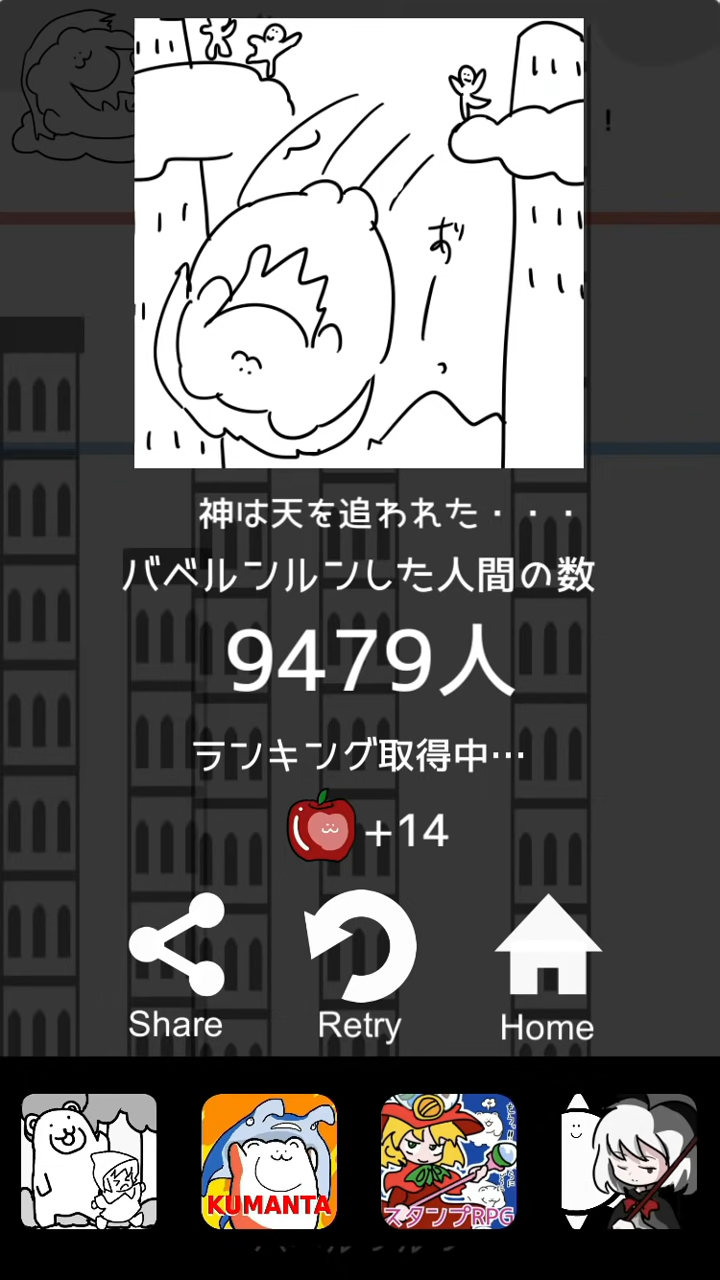 !
神は天を追われた・・・
バベルンルンした人間の数
9479人
ランキング取得中…
+14
Share
Retry
Home
KUMANTA
スタンプRPG